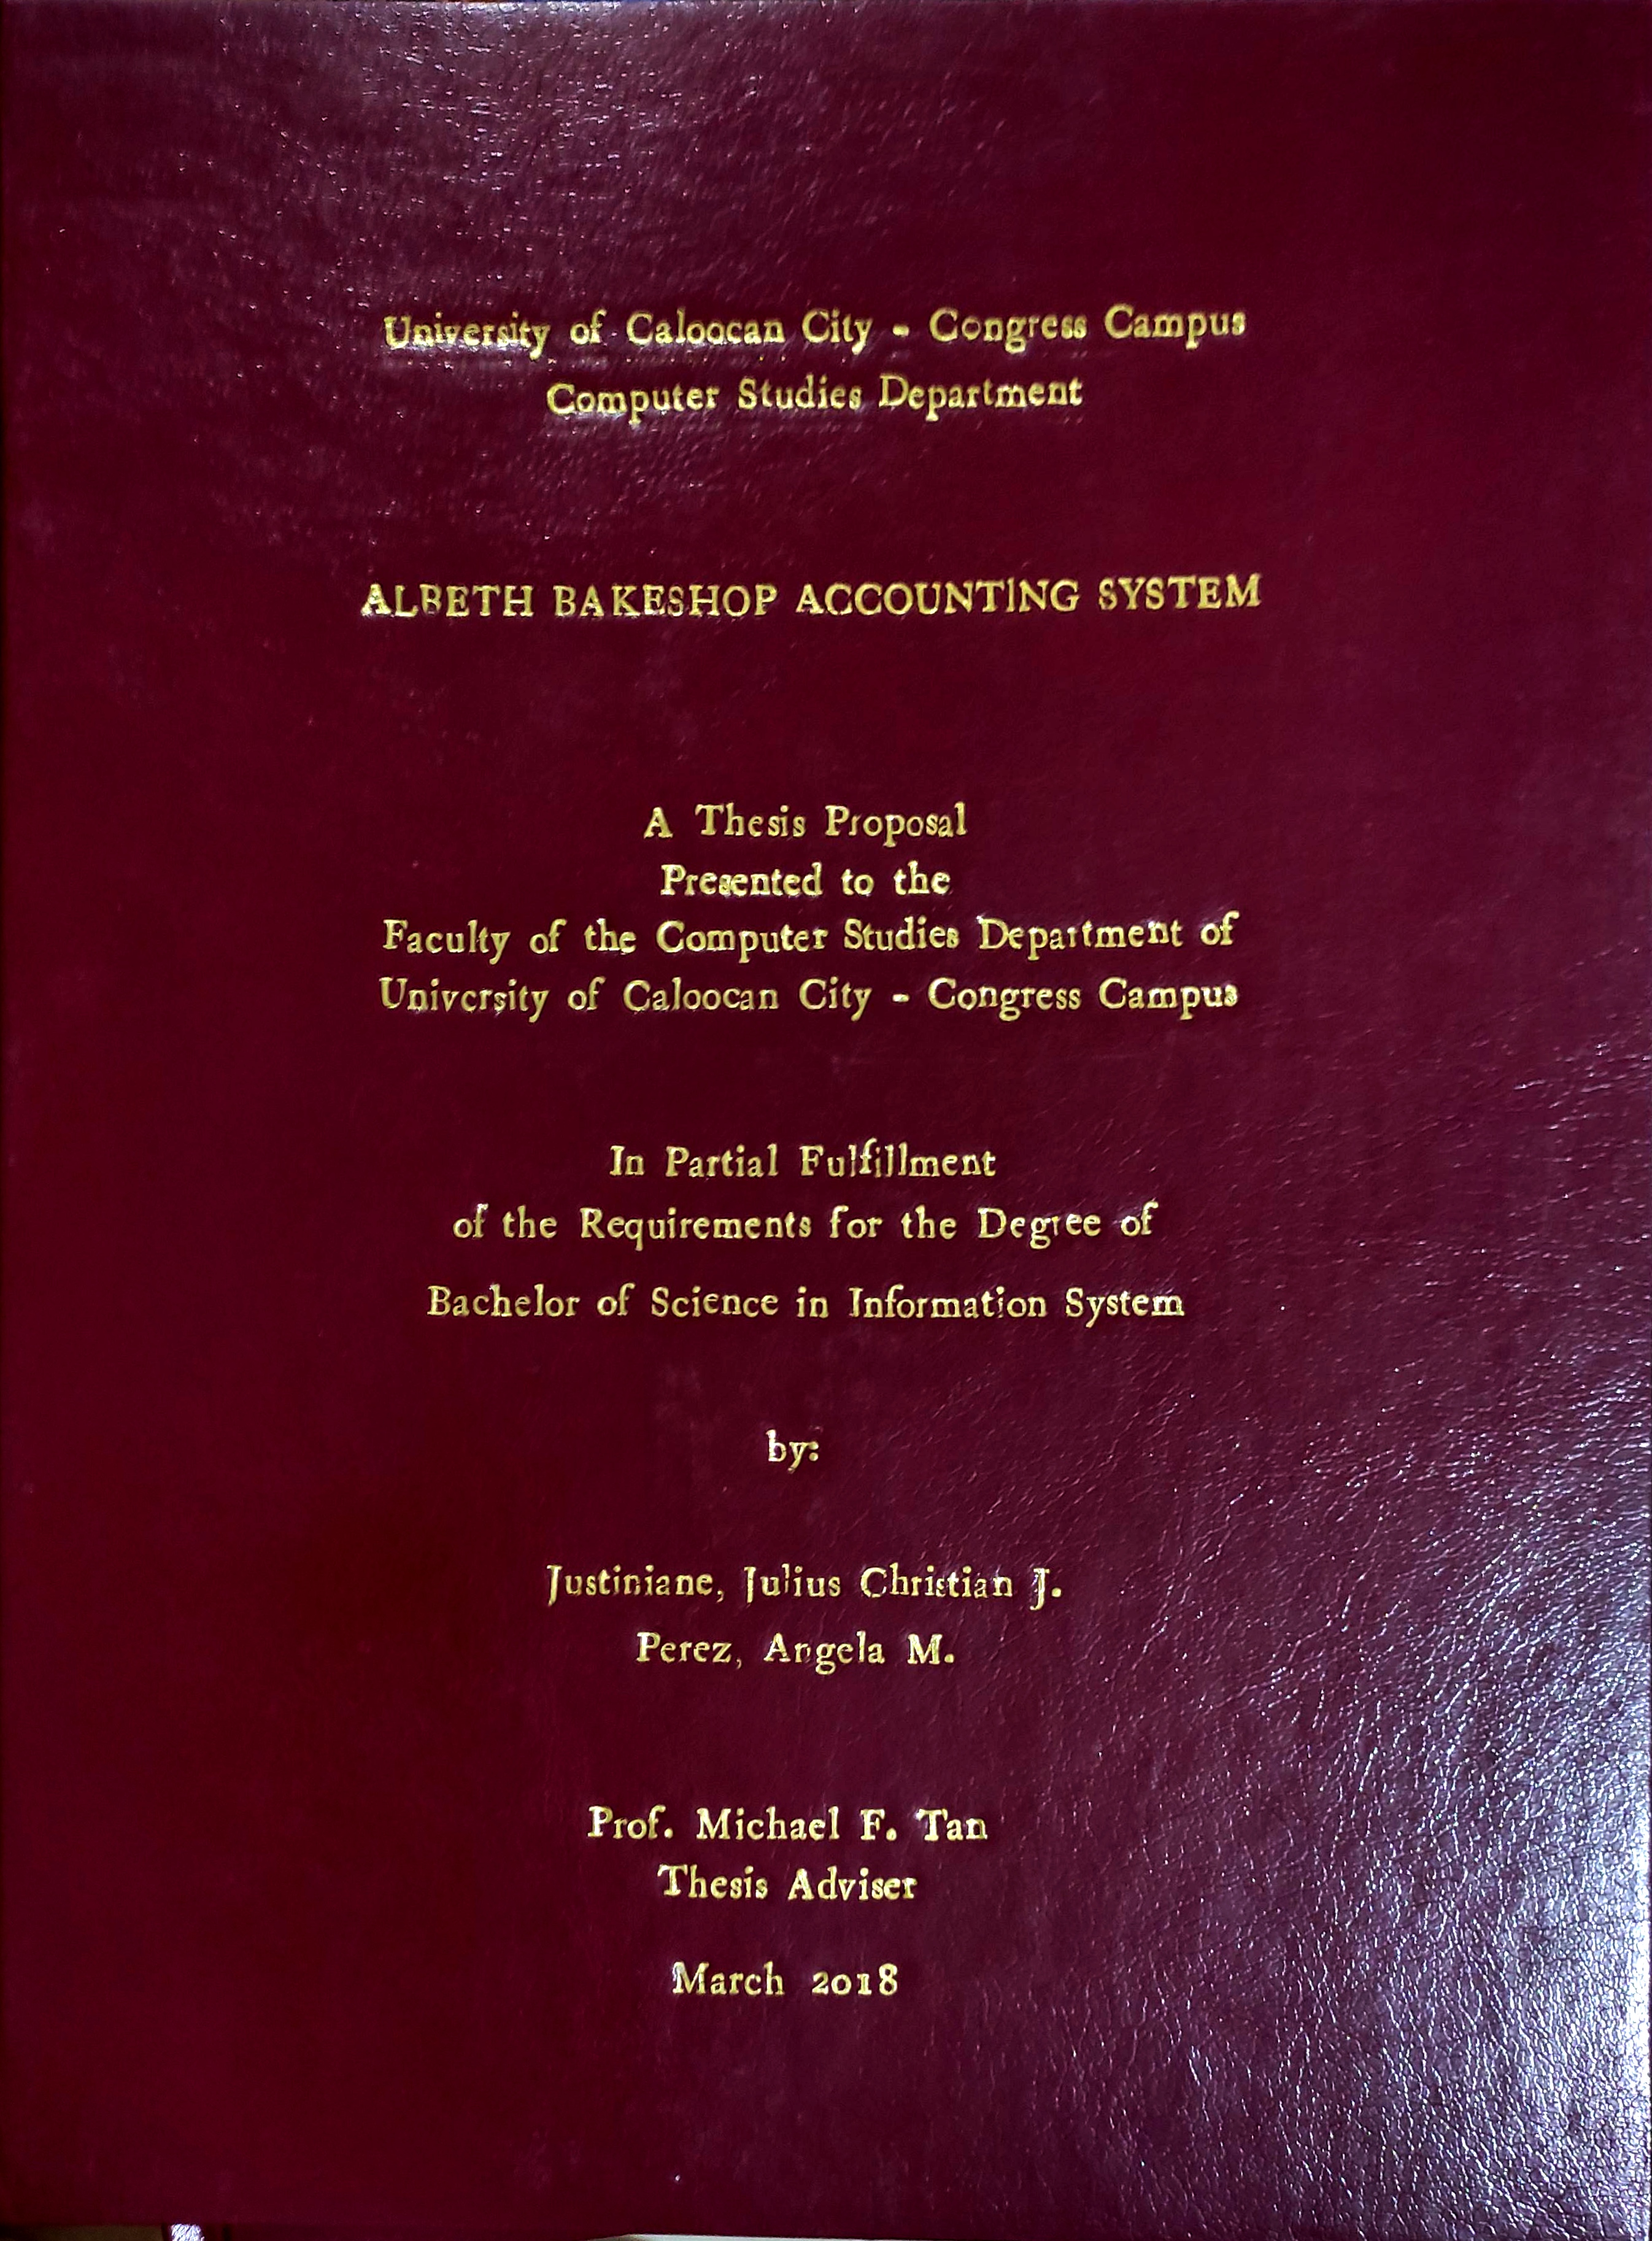 University of Caloocan City - Congress Campus
Computer Studies Department
ALBETH BAKESHOP ACCOUNTING SYSTEM
A Thesis Proposal
Presented to the
Faculty of the Computer Studies Department of
University of Caloocan City - Congress Campus
In Partial Fulfillment
of the Requirements for the Degree of
Bachelor of Science in Information System
by:
Justiniane, Julius Christian J.
Perez, Angela M.
Prof. Michael F. Tan
Thesis Adviser
March 2018